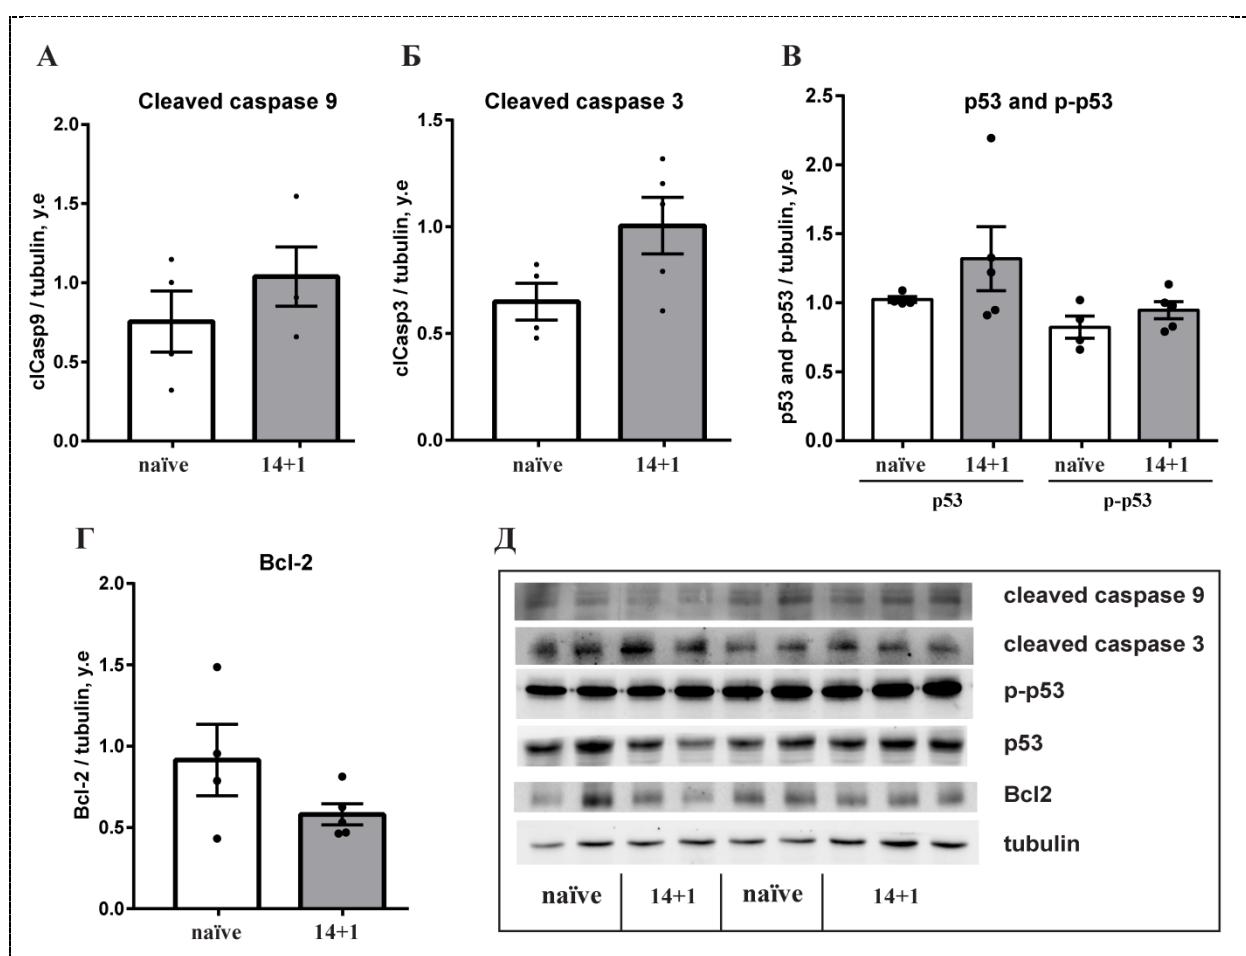 А
Б
В
Cleaved caspase 9
Cleaved caspase 3
p53 and p-p53
clCasp9 / tubulin, y.e
2.0
1.5
1.0
0.5
0.0
naïve 14+1
clCasp3 / tubulin, y.e
1.5
1.0
0.5
0.0
naïve 14+1
p53 and p-p53 / tubulin, y.e
2.5
2.0
1.5
1.0
0.5
0.0
naïve 14+1 naïve 14+1
p53 p-p53
Г
Bcl-2
Bcl-2 / tubulin, y.e
2.0
1.5
1.0
0.5
0.0
naïve 14+1
Д
cleaved caspase 9
cleaved caspase 3
p-p53
p53
Bcl2
tubulin
naïve 14+1 naïve 14+1